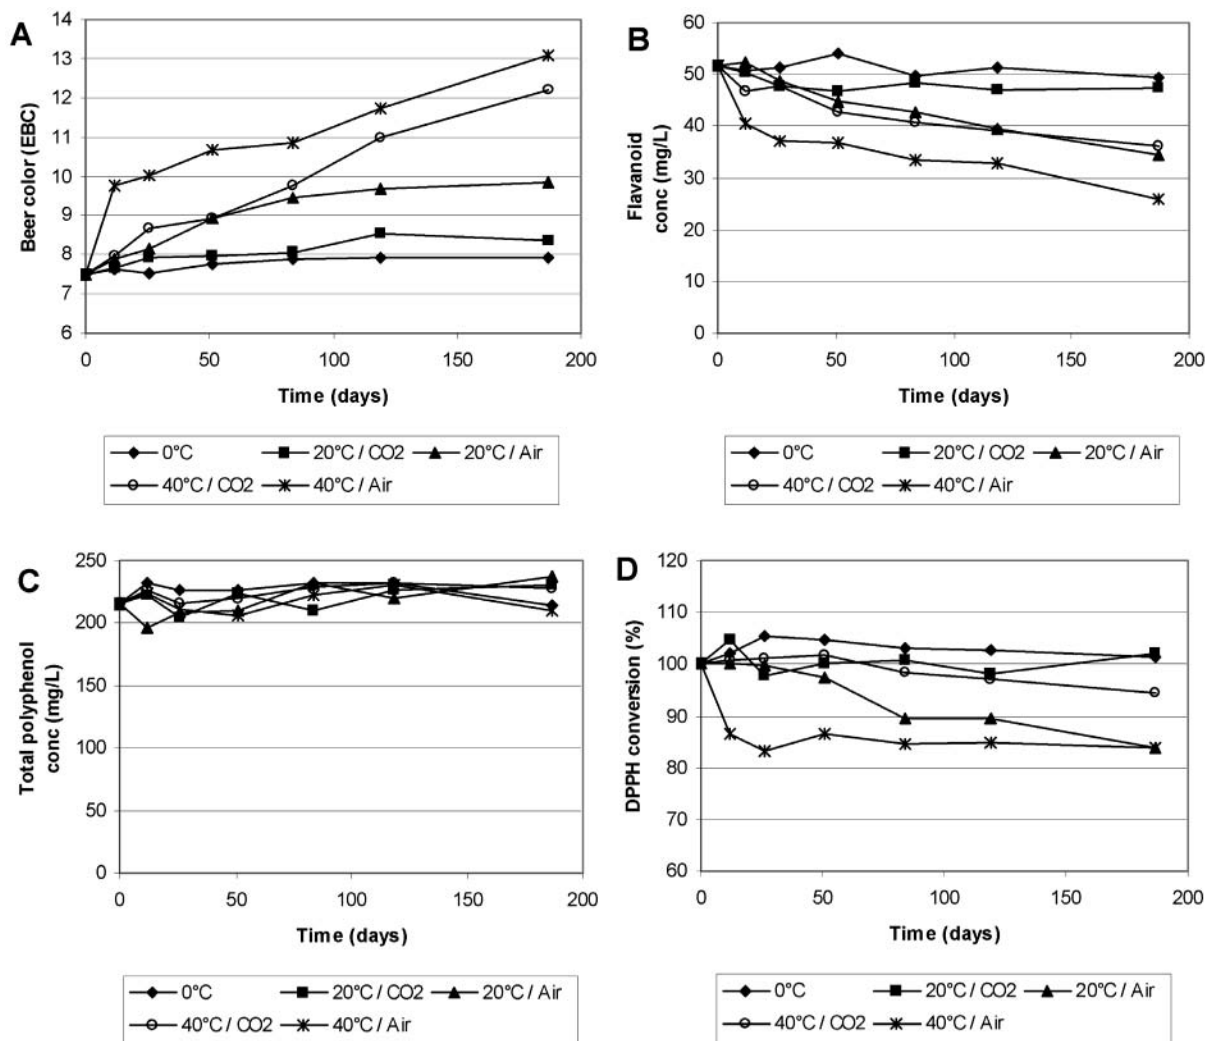 A
Beer color (EBC)
14
13
12
11
10
9
8
7
6
0
50
100
150
200
Time (days)
0°C
20°C / CO2
20°C / Air
40°C / CO2
40°C / Air
B
Flavanoid
conc (mg/L)
60
50
40
30
20
10
0
0
50
100
150
200
Time (days)
0°C
20°C / CO2
20°C / Air
40°C / CO2
40°C / Air
C
Total polyphenol
conc (mg/L)
250
200
150
100
50
0
0
50
100
150
200
Time (days)
0°C
20°C / CO2
20°C / Air
40°C / CO2
40°C / Air
D
DPPH conversion (%)
120
110
100
90
80
70
60
0
50
100
150
200
Time (days)
0°C
20°C / CO2
20°C / Air
40°C / CO2
40°C / Air